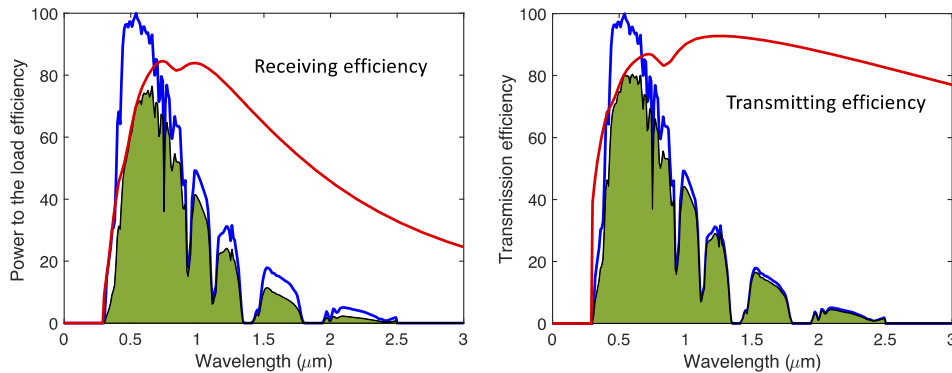 Power to the load efficiency
100
80
60
40
20
0
0 0.5 1 1.5 2 2.5 3
Wavelength (μm)
Receiving efficiency
Transmission efficiency
100
80
60
40
20
0
0 0.5 1 1.5 2 2.5 3
Wavelength (μm)
Transmitting efficiency